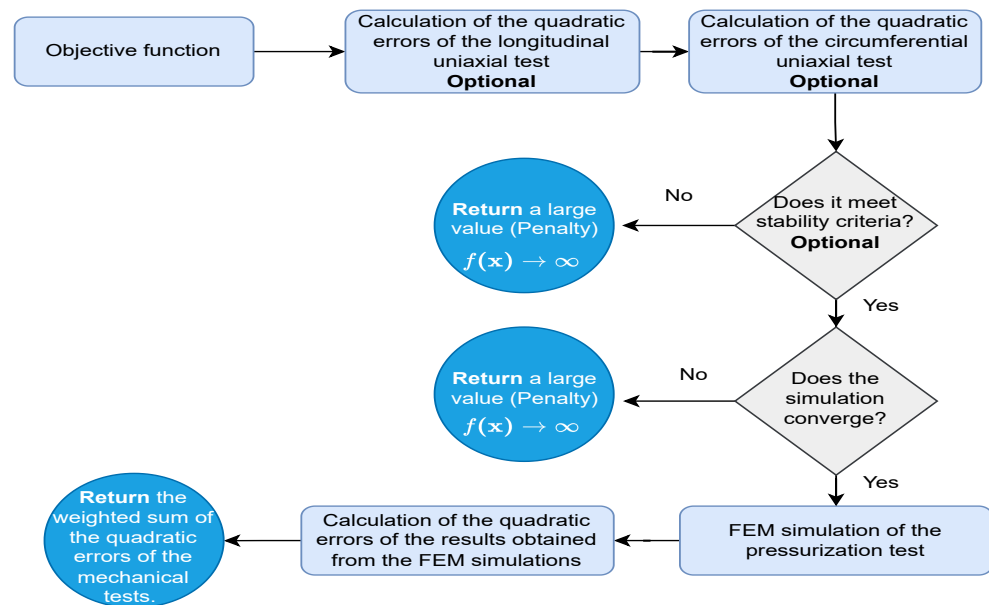 Objective function
Calculation of the quadratic
errors of the longitudinal
uniaxial test
Optional
Calculation of the quadratic
errors of the circumferential
uniaxial test
Optional
Does it meet
stability criteria?
Optional
No
Return a large
value (Penalty)
f(x) → ∞
Yes
Does the
simulation
converge?
No
Return a large
value (Penalty)
f(x) → ∞
Yes
FEM simulation of the
pressurization test
Calculation of the quadratic
errors of the results obtained
from the FEM simulations
Return the
weighted sum of
the quadratic
errors of the
mechanical
tests.